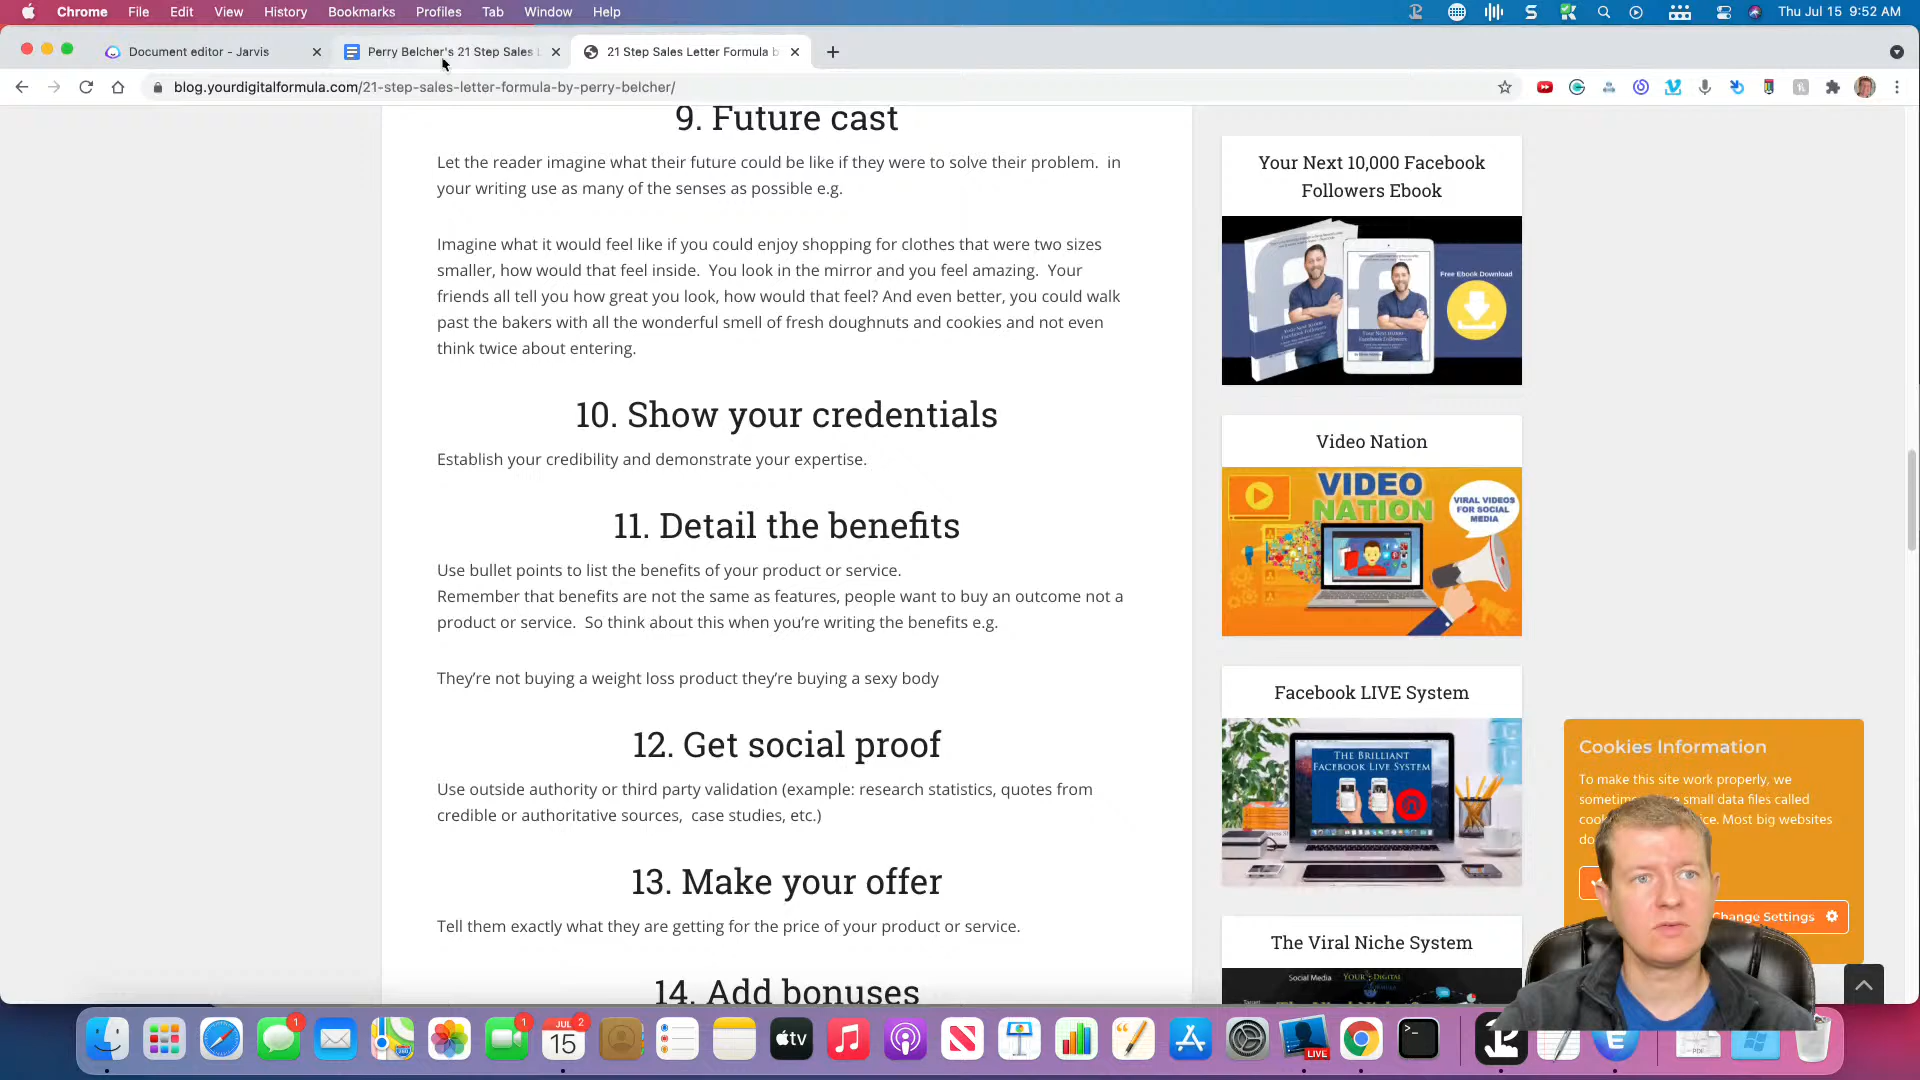 Chrome File Edit View History Bookmarks Profiles Tab Window Help
Thu Jul 15 9:52 AM
Document editor - Jarvis
Perry Belcher's 21 Step Sales
21 Step Sales Letter Formula b
blog.yourdigitalformula.com/21-step-sales-letter-formula-by-perry-belcher/
9. Future cast
Let the reader imagine what their future could be like if they were to solve their problem. in
your writing use as many of the senses as possible e.g.
Imagine what it would feel like if you could enjoy shopping for clothes that were two sizes
smaller, how would that feel inside. You look in the mirror and you feel amazing. Your
friends all tell you how great you look, how would that feel? And even better, you could walk
past the bakers with all the wonderful smell of fresh doughnuts and cookies and not even
think twice about entering.
10. Show your credentials
Establish your credibility and demonstrate your expertise.
11. Detail the benefits
Use bullet points to list the benefits of your product or service.
Remember that benefits are not the same as features, people want to buy an outcome not a
product or service. So think about this when you're writing the benefits e.g.
They're not buying a weight loss product they're buying a sexy body
12. Get social proof
Use outside authority or third party validation (example: research statistics, quotes from
credible or authoritative sources, case studies, etc.)
13. Make your offer
Tell them exactly what they are getting for the price of your product or service.
14. Add bonuses
Your Next 10,000 Facebook
Followers Ebook
Free Ebook Download
Video Nation
VIDEO
NATION
VIRAL VIDEOS
FOR SOCIAL
MEDIA
Facebook LIVE System
THE BRILLIANT
FACEBOOK LIVE SYSTEM
The Viral Niche System
Social Media
YOUR DIGITAL
FORMULA
Cookies Information
To make this site work properly, we
small data files called
Most big websites
Change Settings
1
1
JUL
2
15
tv
LIVE
PDF